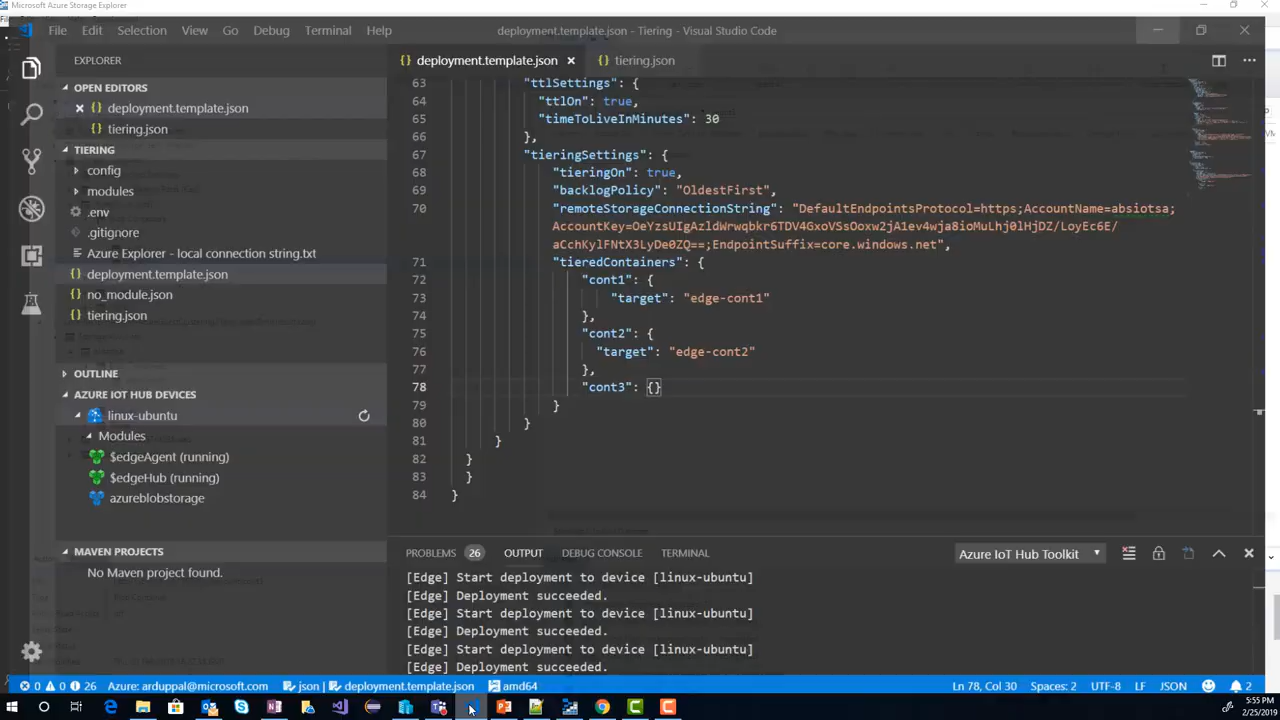 Microsoft Azure Storage Explorer
File Edit Selection View Go Debug Terminal Help
deployment.template.json - Tiering - Visual Studio Code
EXPLORER
OPEN EDITORS
deployment.template.json
tiering.json
TIERING
config
modules
.env
.gitignore
Azure Explorer - local connection string.txt
deployment.template.json
no_module.json
tiering.json
OUTLINE
AZURE IOT HUB DEVICES
linux-ubuntu
Modules
$edgeAgent (running)
$edgeHub (running)
azureblobstorage
MAVEN PROJECTS
No Maven project found.
{} deployment.template.json × {} tiering.json
63 "ttlSettings": {
64 "ttlOn": true,
65 "timeToLiveInMinutes": 30
66 },
67 "tieringSettings": {
68 "tieringOn": true,
69 "backlogPolicy": "OldestFirst",
70 "remoteStorageConnectionString": "DefaultEndpointsProtocol=https;AccountName=absiotsa;
AccountKey=OeYzsUIgAzldWrwqbkr6TDV4GxoVSsOoxw2jA1ev4wja8ioMuLhj0lHjDZ/LoyEc6E/
aCchKylFNtX3LyDe0ZQ==;EndpointSuffix=core.windows.net",
71 "tieredContainers": {
72 "cont1": {
73 "target": "edge-cont1"
74 },
75 "cont2": {
76 "target": "edge-cont2"
77 },
78 "cont3": {}
79 }
80 }
81 }
82 }
83 }
84 }
PROBLEMS 26 OUTPUT DEBUG CONSOLE TERMINAL
Azure IoT Hub Toolkit
[Edge] Start deployment to device [linux-ubuntu]
[Edge] Deployment succeeded.
[Edge] Start deployment to device [linux-ubuntu]
[Edge] Deployment succeeded.
[Edge] Start deployment to device [linux-ubuntu]
[Edge] Deployment succeeded.
0 0 26 Azure: arduppal@microsoft.com json | deployment.template.json amd64
Ln 78, Col 30 Spaces: 2 UTF-8 LF JSON 2
5:55 PM
2/25/2019